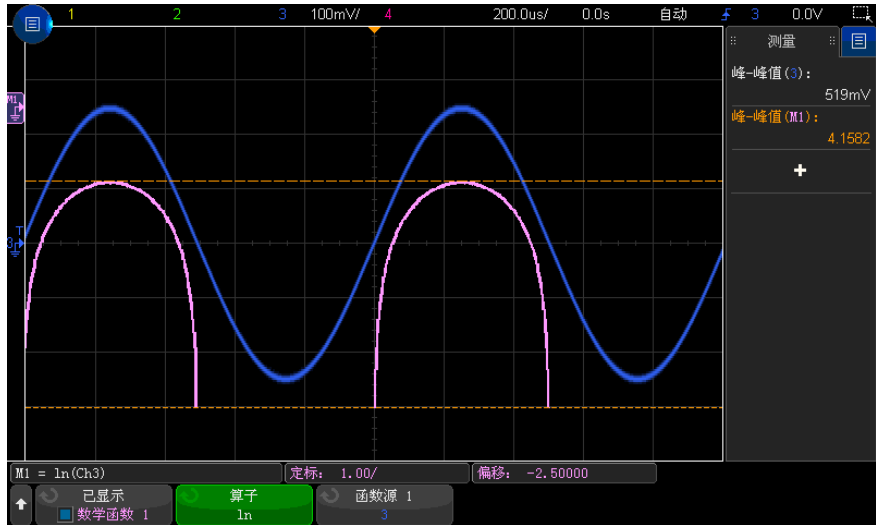 1 2 3 100mV/ 4 200.0us/ 0.0s 自动 3 0.0V
测量
峰-峰值(3):
519mV
峰-峰值(M1):
4.1582
+
M1
T
3
M1 = ln(Ch3)
定标: 1.00/
偏移: -2.50000
已显示
数学函数 1
算子
ln
函数源 1
3